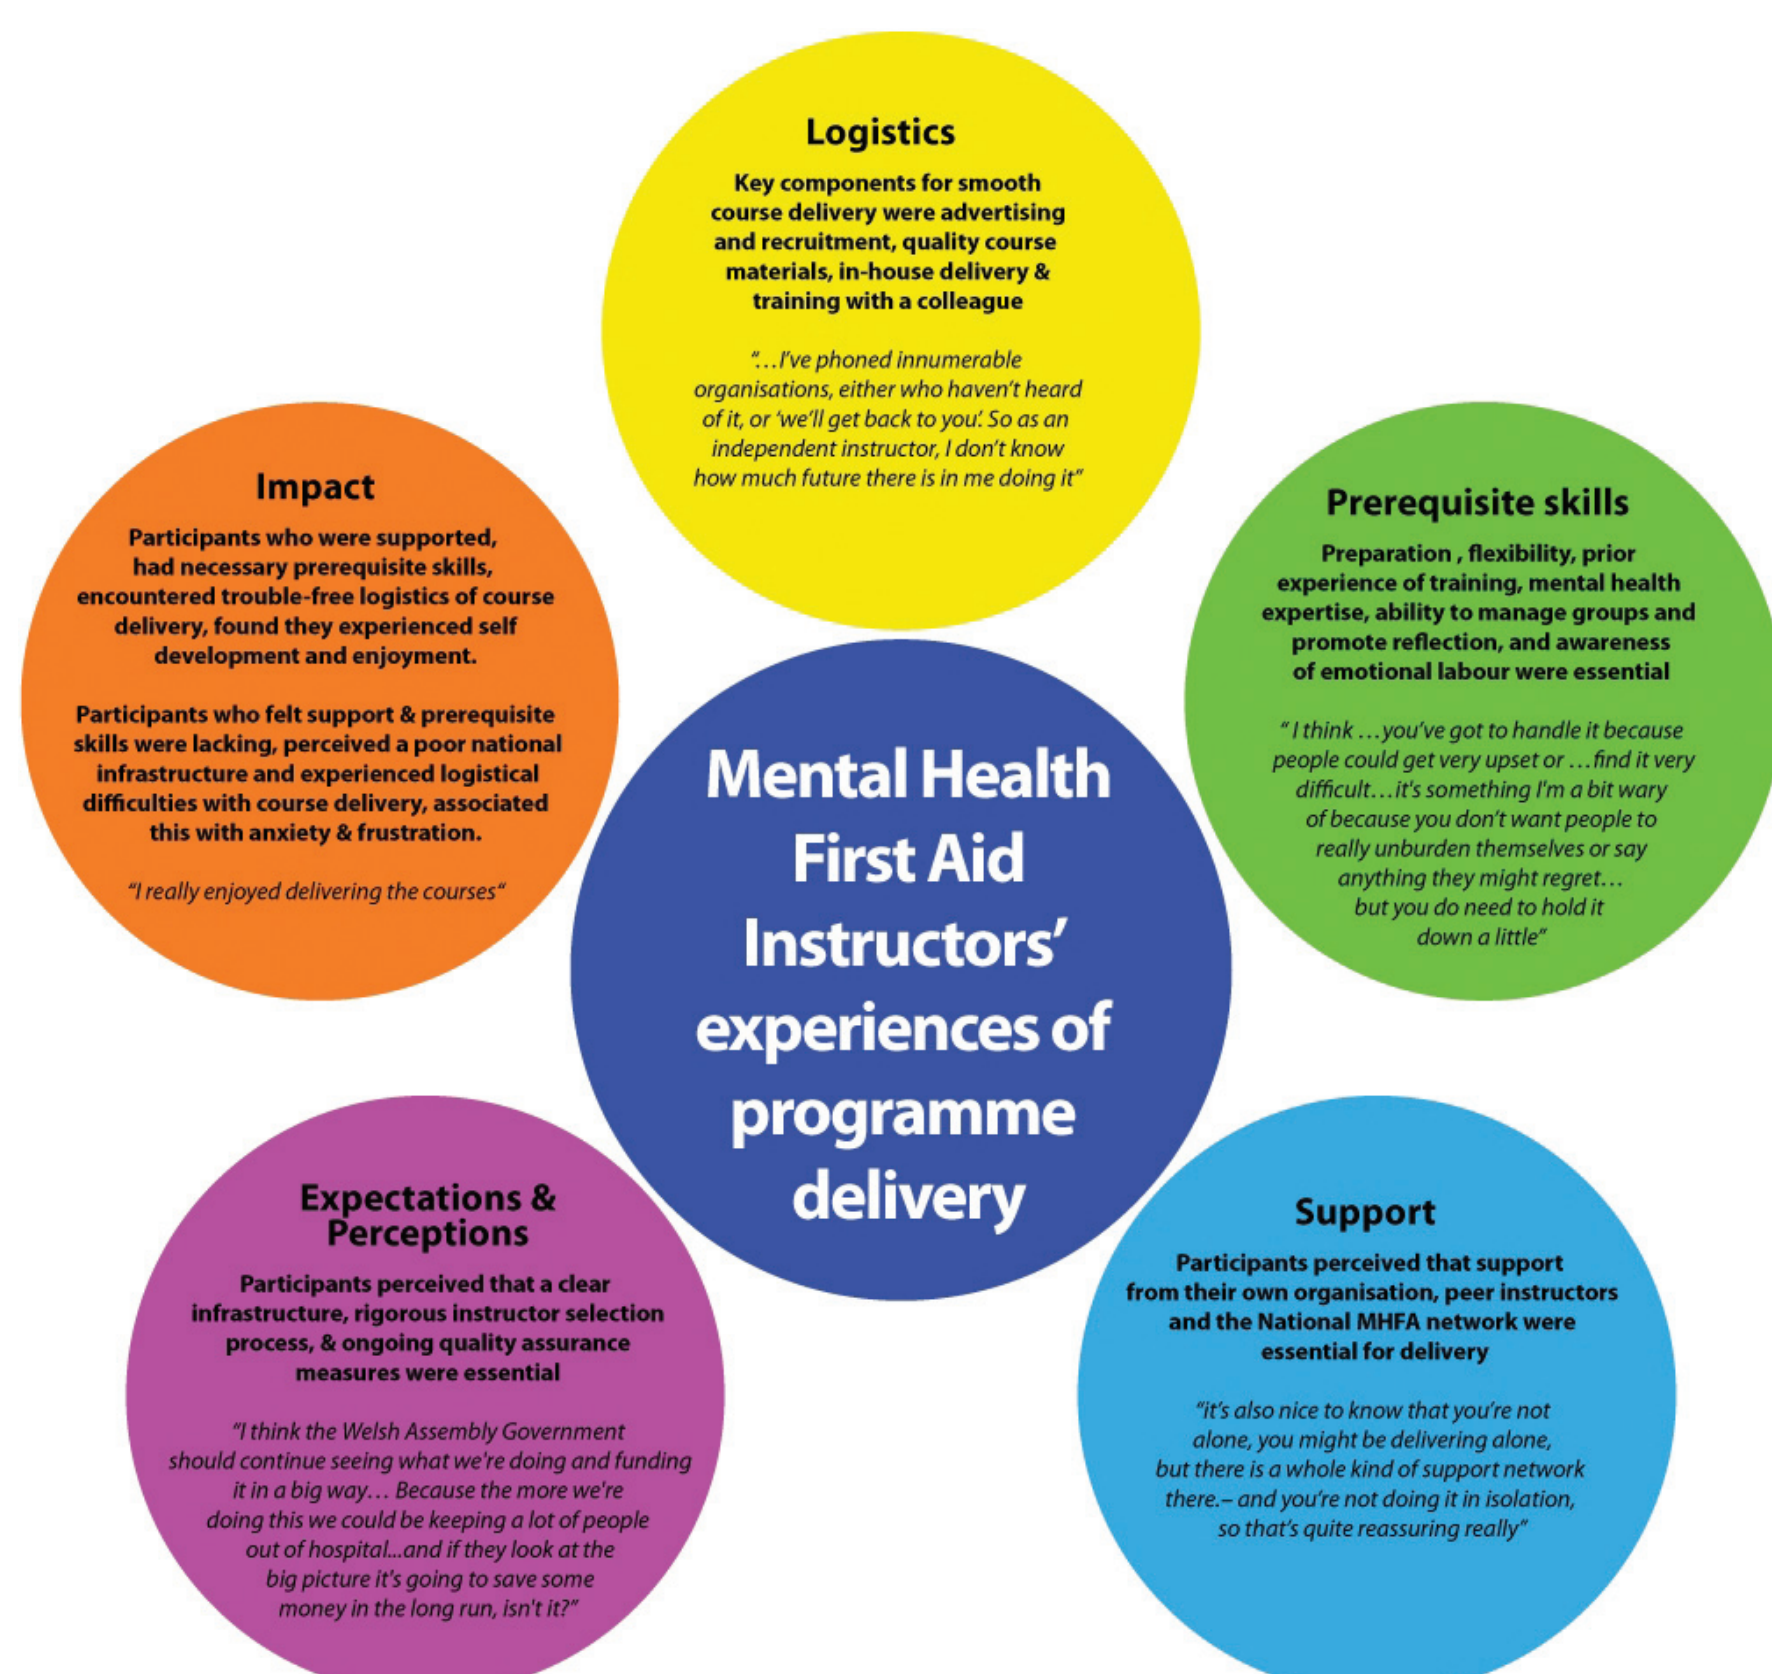 Logistics
Key components for smooth
course delivery were advertising
and recruitment, quality course
materials, in-house delivery &
training with a colleague
“…I’ve phoned innumerable
organisations, either who haven’t heard
of it, or ‘we’ll get back to you’. So as an
independent instructor, I don’t know
how much future there is in me doing it”
Impact
Participants who were supported,
had necessary prerequisite skills,
encountered trouble-free logistics of course
delivery, found they experienced self
development and enjoyment.
Participants who felt support & prerequisite
skills were lacking, perceived a poor national
infrastructure and experienced logistical
difficulties with course delivery, associated
this with anxiety & frustration.
“I really enjoyed delivering the courses“
Prerequisite skills
Preparation , flexibility, prior
experience of training, mental health
expertise, ability to manage groups and
promote reflection, and awareness
of emotional labour were essential
“ I think …you’ve got to handle it because
people could get very upset or …find it very
difficult…it's something I'm a bit wary
of because you don’t want people to
really unburden themselves or say
anything they might regret…
but you do need to hold it
down a little”
Mental Health
First Aid
Instructors’
experiences of
programme
delivery
Expectations &
Perceptions
Participants perceived that a clear
infrastructure, rigorous instructor selection
process, & ongoing quality assurance
measures were essential
“I think the Welsh Assembly Government
should continue seeing what we're doing and funding
it in a big way… Because the more we're
doing this we could be keeping a lot of people
out of hospital...and if they look at the
big picture it's going to save some
money in the long run, isn't it?”
Support
Participants perceived that support
from their own organisation, peer instructors
and the National MHFA network were
essential for delivery
“it’s also nice to know that you’re not
alone, you might be delivering alone,
but there is a whole kind of support network
there.– and you’re not doing it in isolation,
so that’s quite reassuring really”